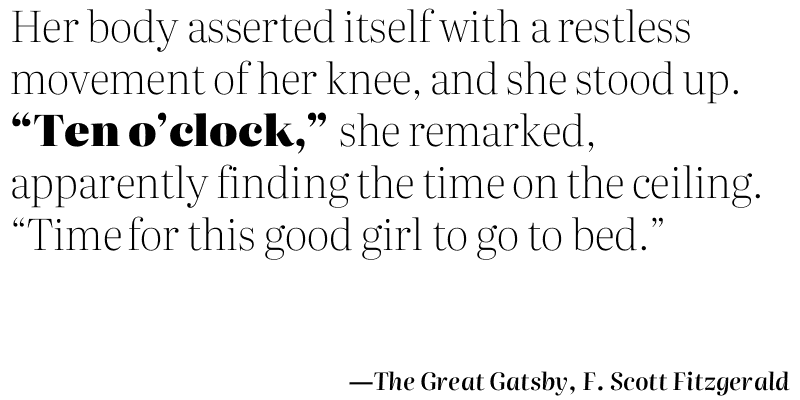 Her body asserted itself with a restless
movement of her knee, and she stood up.
“Ten o’clock,” she remarked,
apparently finding the time on the ceiling.
“Time for this good girl to go to bed.”
—The Great Gatsby, F. Scott Fitzgerald